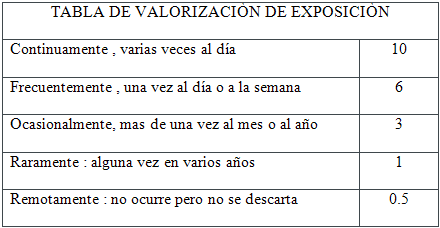 TABLA DE VALORIZACIÓN DE EXPOSICIÓN
Continuamente , varias veces al día 10
Frecuentemente , una vez al día o a la semana 6
Ocasionalmente, mas de una vez al mes o al año 3
Raramente : alguna vez en varios años 1
Remotamente : no ocurre pero no se descarta 0.5